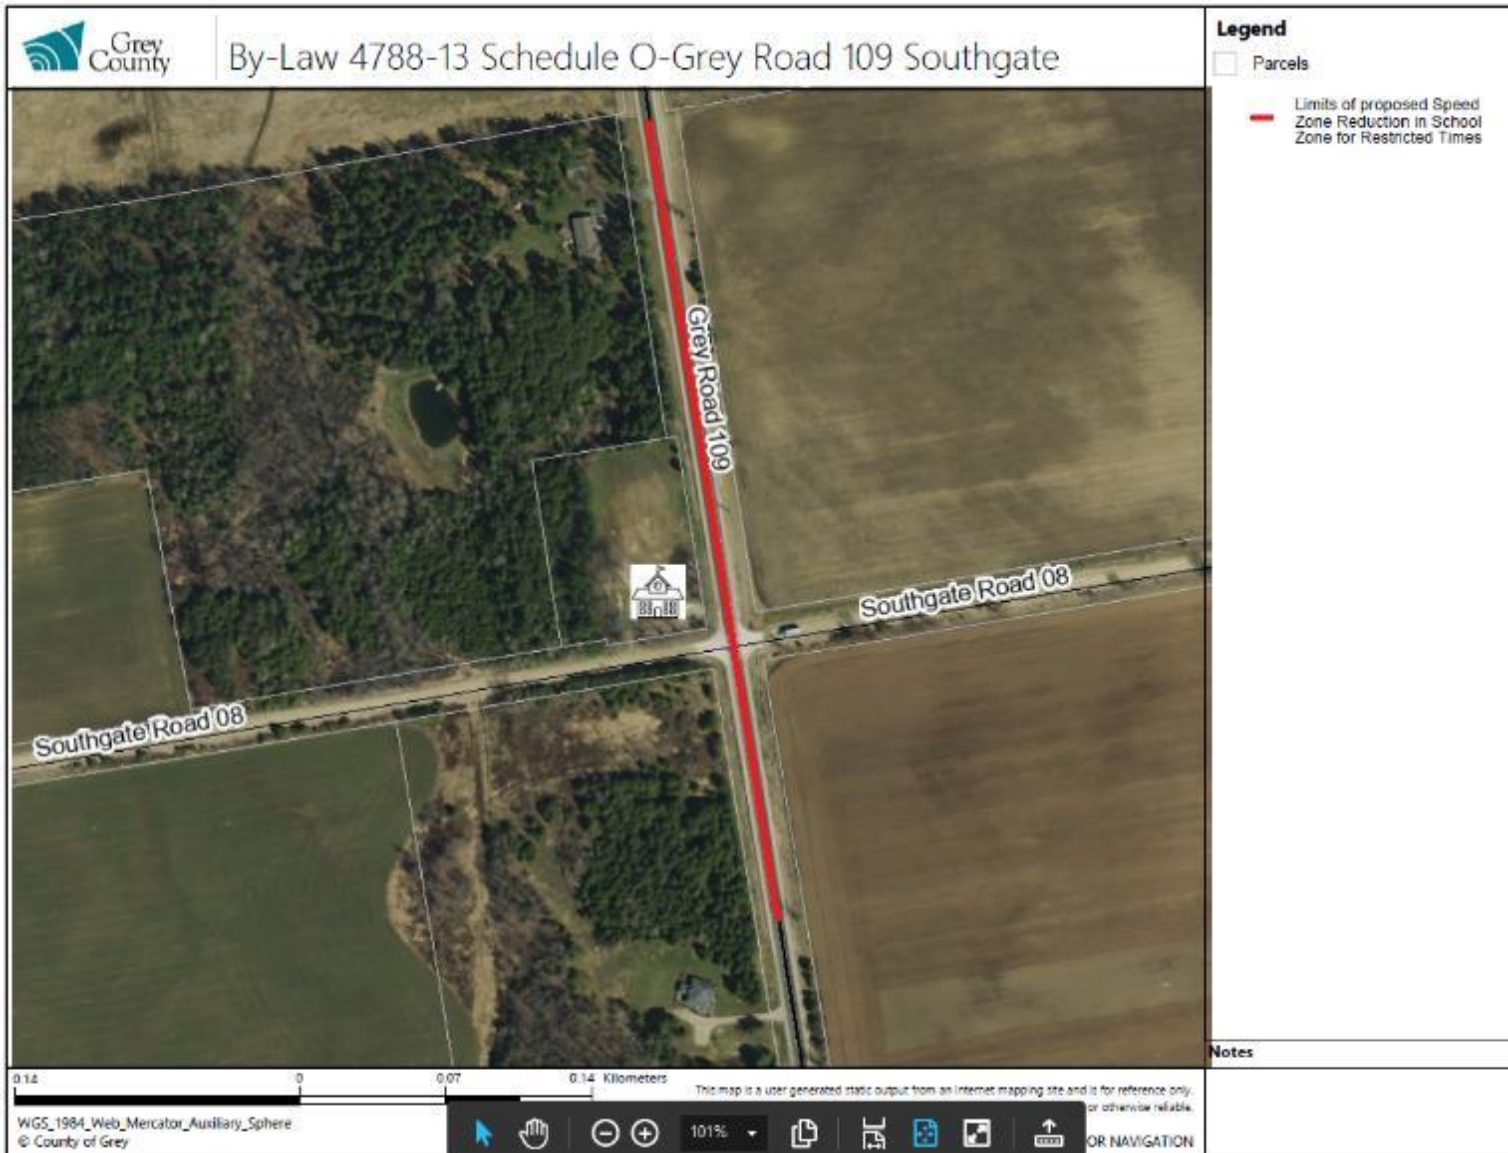 Grey
County
By-Law 4788-13 Schedule O-Grey Road 109 Southgate
Legend
Parcels
Limits of proposed Speed
Zone Reduction in School
Zone for Restricted Times
Grey Road 109
Southgate Road 08
Southgate Road 08
Notes
0.14 0 0.07 0.14 Kilometers
This map is a user generated static output from an Internet mapping site and is for reference only.
or otherwise reliable.
WGS_1984_Web_Mercator_Auxiliary_Sphere
© County of Grey
101%
OR NAVIGATION